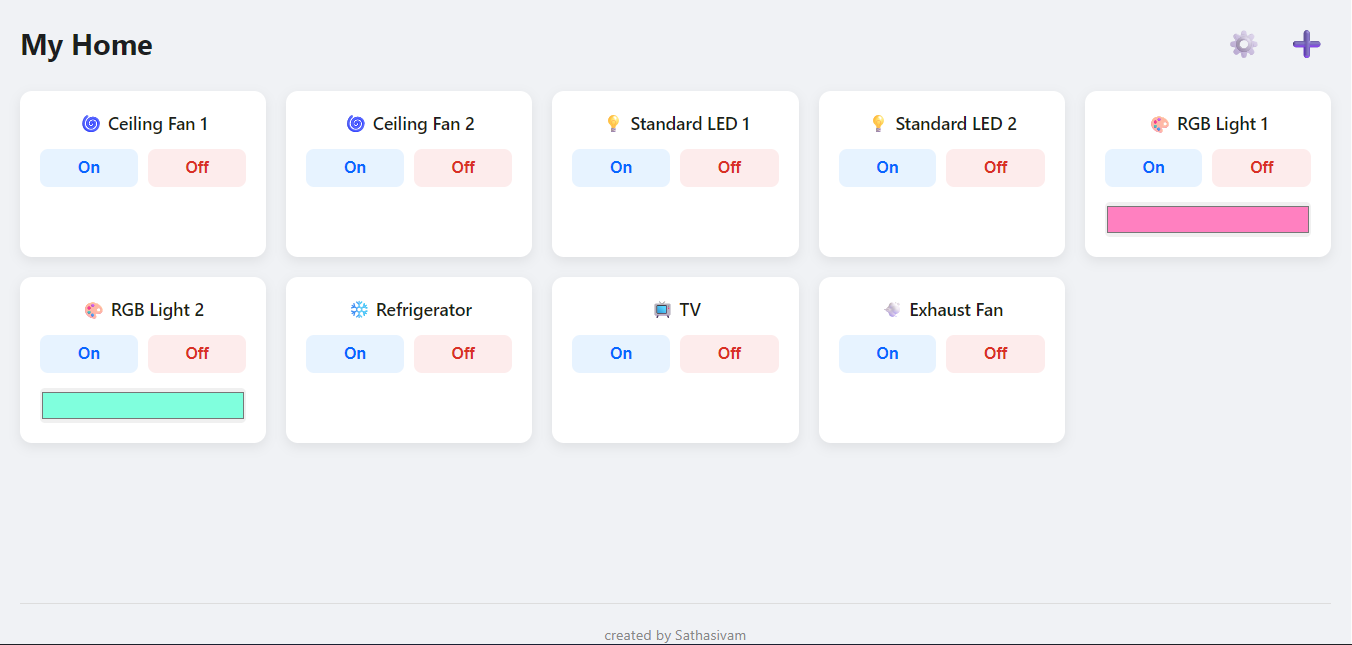 My Home
Ceiling Fan 1
On Off
Ceiling Fan 2
On Off
Standard LED 1
On Off
Standard LED 2
On Off
RGB Light 1
On Off
RGB Light 2
On Off
Refrigerator
On Off
TV
On Off
Exhaust Fan
On Off
created by Sathasivam